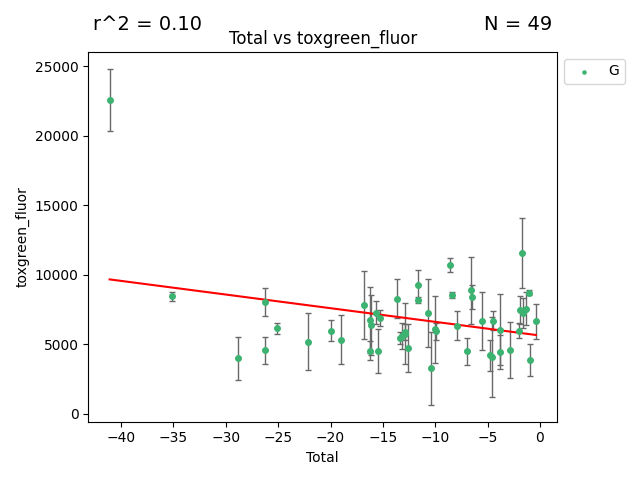 r^2 = 0.10
N = 49
Total vs toxgreen_fluor
G
25000
20000
15000
10000
5000
0
toxgreen_fluor
−40 −35 −30 −25 −20 −15 −10 −5 0
Total